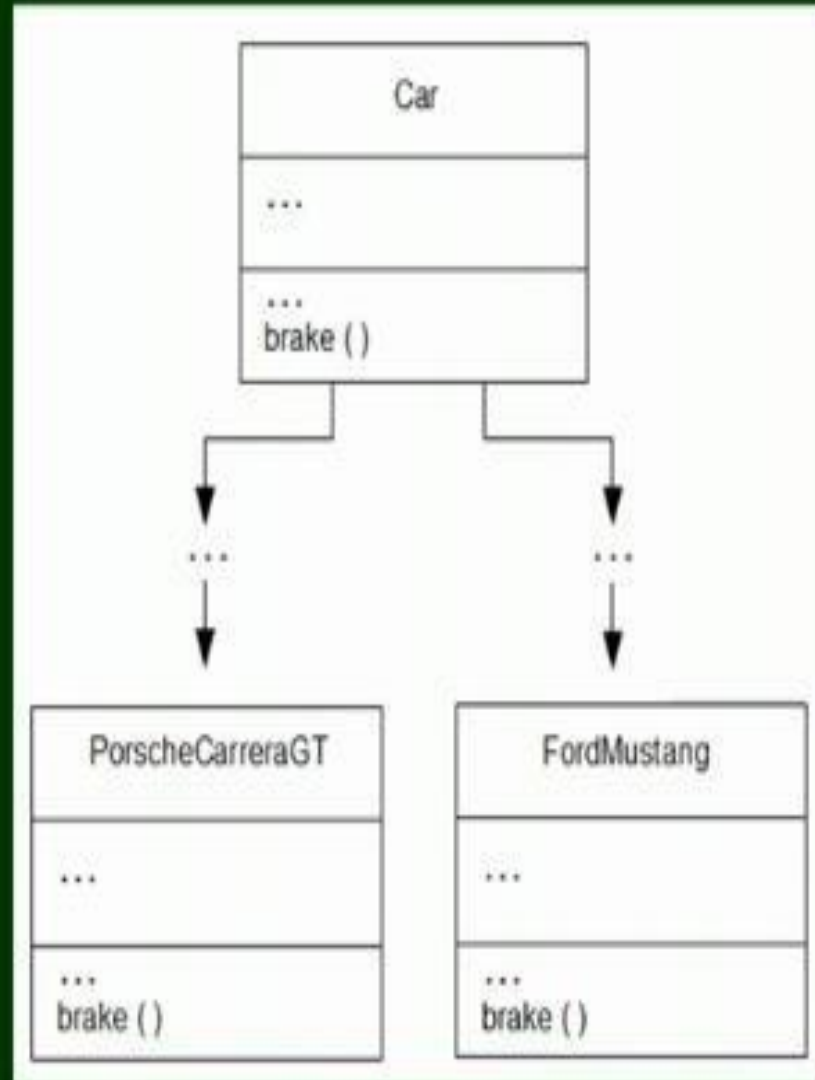 Car
...
...
brake ( )
...
...
PorscheCarreraGT
FordMustang
...
...
...
...
brake ( )
brake ( )